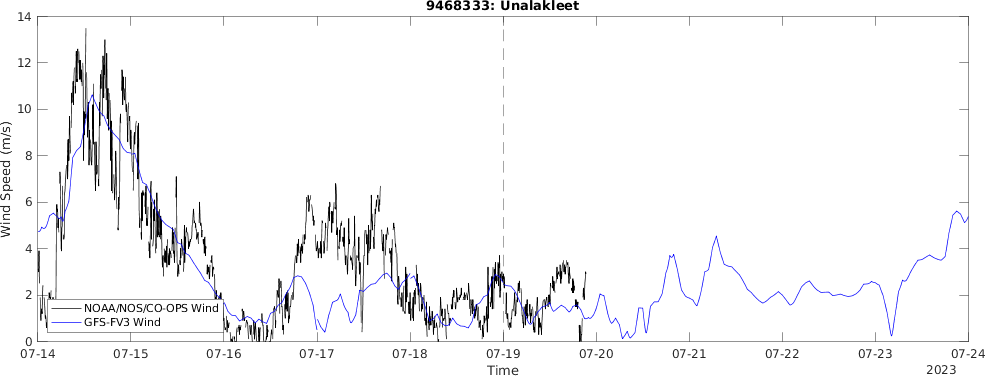 9468333: Unalakleet
Wind Speed (m/s)
14
12
10
8
6
4
2
0
NOAA/NOS/CO-OPS Wind
GFS-FV3 Wind
07-14 07-15 07-16 07-17 07-18 07-19 07-20 07-21 07-22 07-23 07-24
Time
2023